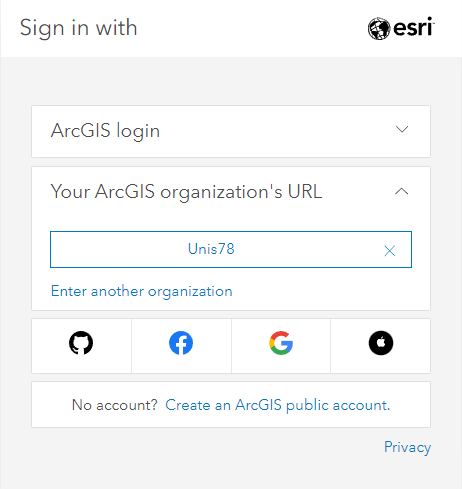 Sign in with
esri
ArcGIS login
Your ArcGIS organization's URL
Unis78
Enter another organization
No account? Create an ArcGIS public account.
Privacy